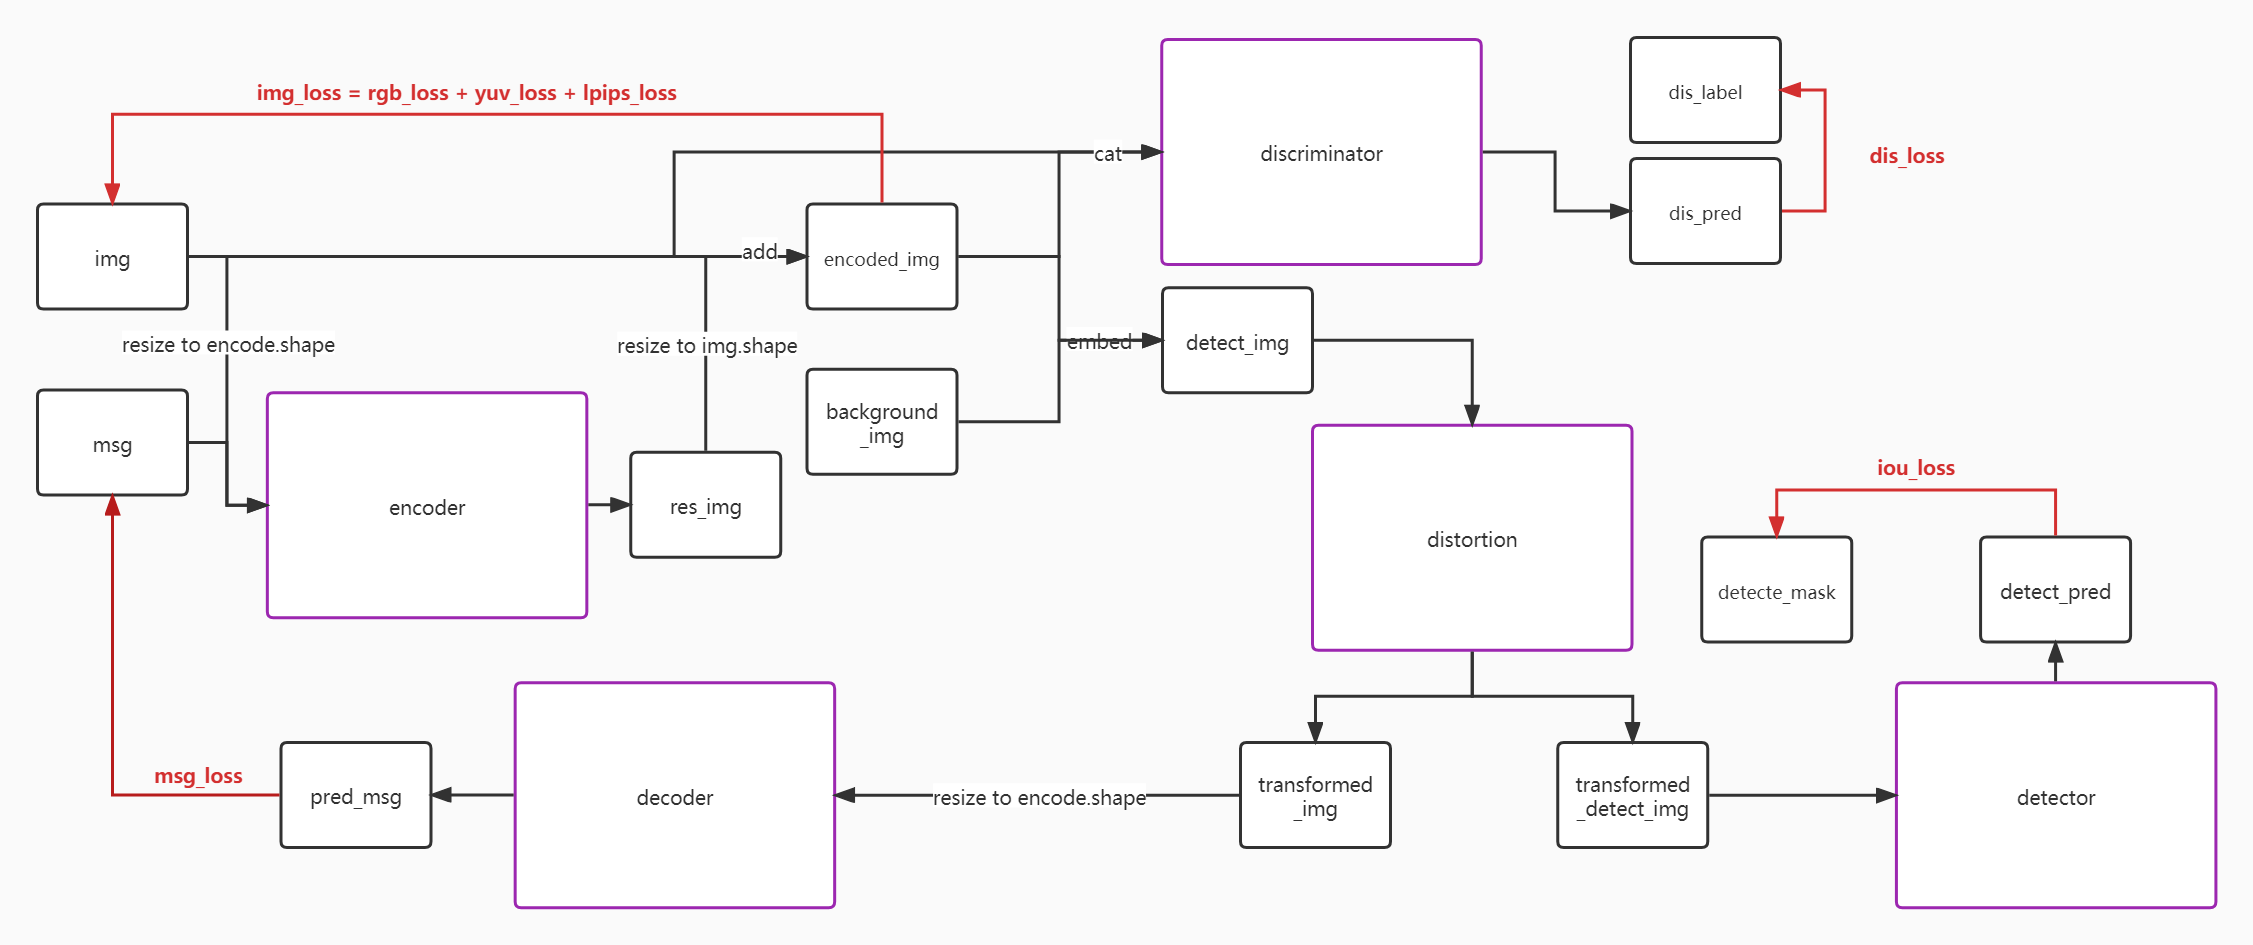 img_loss = rgb_loss + yuv_loss + lpips_loss
dis_label
cat
discriminator
dis_loss
dis_pred
img
add
encoded_img
resize to encode.shape
resize to img.shape
embed
detect_img
background
_img
msg
encoder
res_img
distortion
iou_loss
detecte_mask
detect_pred
msg_loss
pred_msg
decoder
resize to encode.shape
transformed
_img
transformed
_detect_img
detector